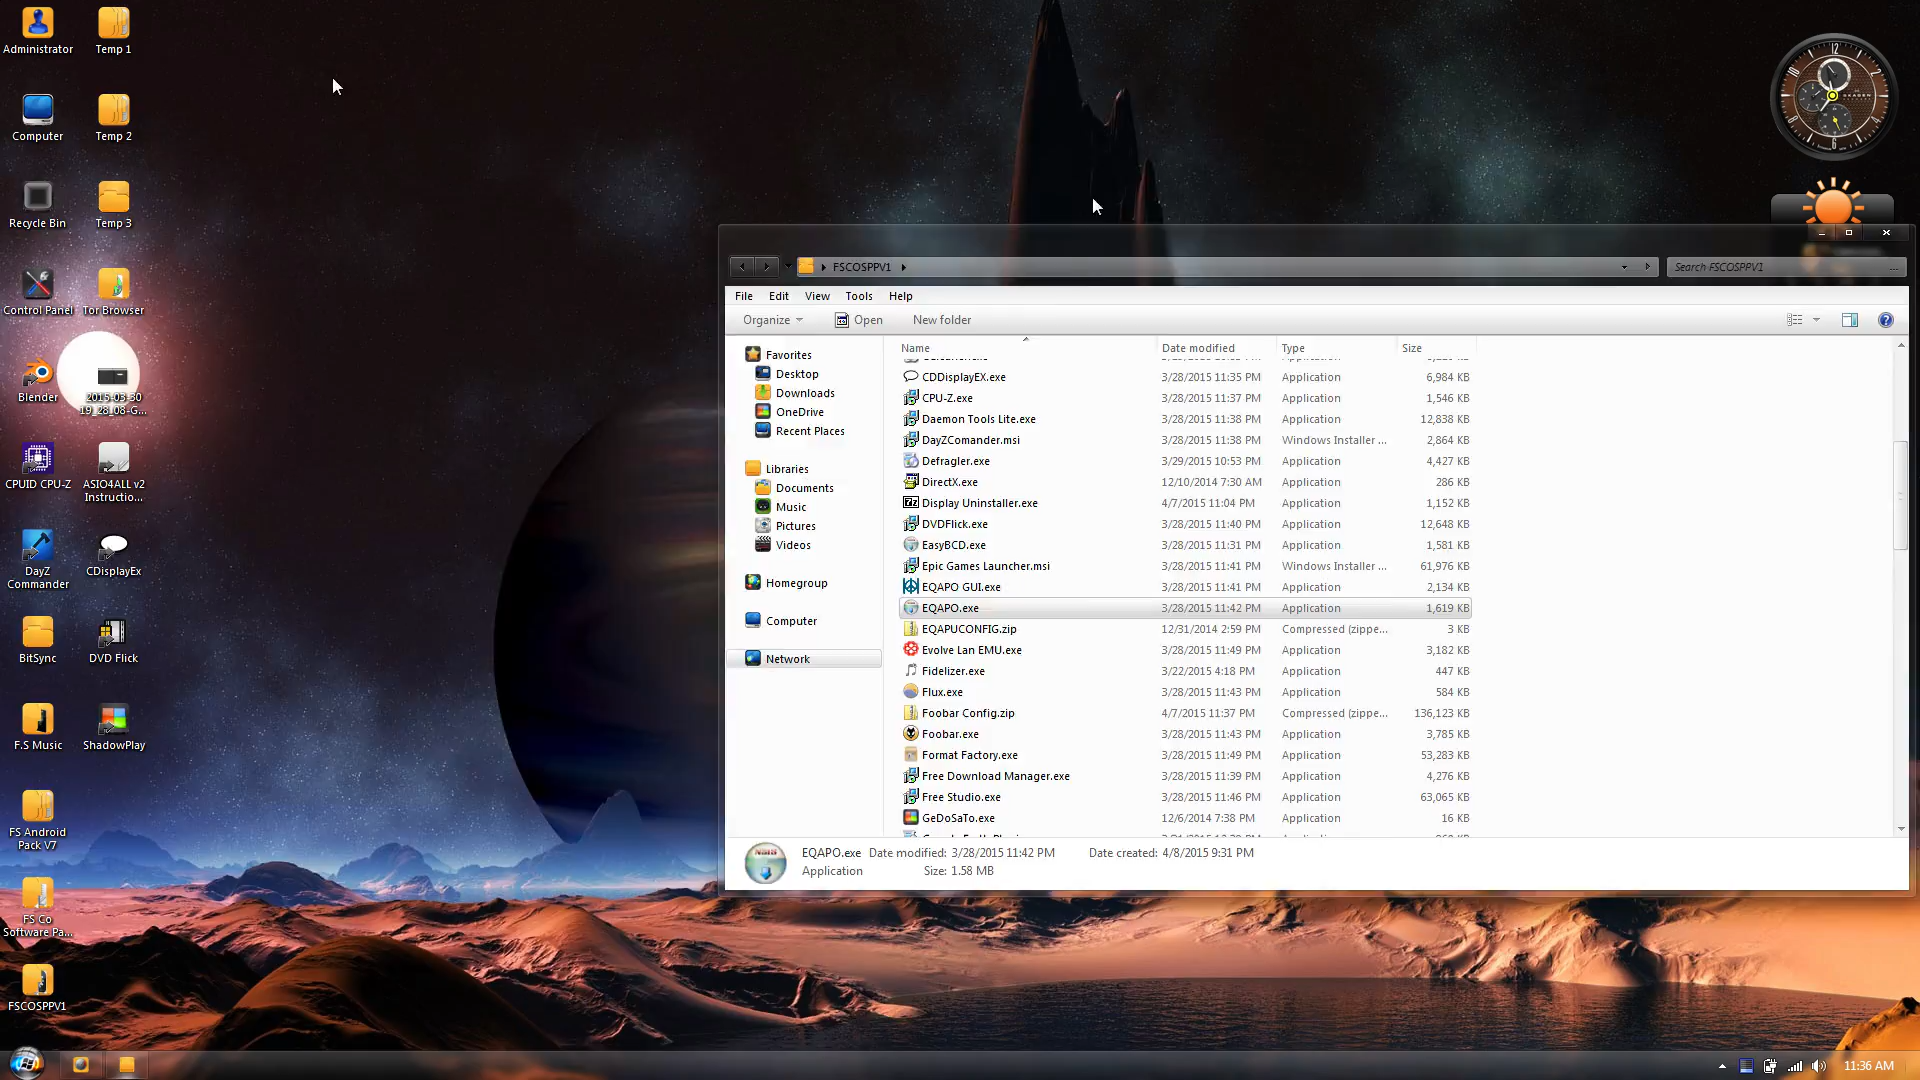 Administrator
Temp 1
Computer
Temp 2
Recycle Bin
Temp 3
Control Panel
Tor Browser
Blender
2015-03-30
19_28_08-G...
CPUID CPU-Z
ASIO4ALL v2
Instructio...
DayZ
Commander
CDisplayEx
BitSync
DVD Flick
F.S Music
ShadowPlay
FS Android
Pack V7
FS Co
Software Pa...
FSCOSPPV1
FSCOSPPV1
Search FSCOSPPV1
File Edit View Tools Help
Organize Open New folder
Favorites
Desktop
Downloads
OneDrive
Recent Places
Libraries
Documents
Music
Pictures
Videos
Homegroup
Computer
Network
Name Date modified Type Size
CDDisplayEX.exe 3/28/2015 11:35 PM Application 6,984 KB
CPU-Z.exe 3/28/2015 11:37 PM Application 1,546 KB
Daemon Tools Lite.exe 3/28/2015 11:38 PM Application 12,838 KB
DayZComander.msi 3/28/2015 11:38 PM Windows Installer ... 2,864 KB
Defragler.exe 3/29/2015 10:53 PM Application 4,427 KB
DirectX.exe 12/10/2014 7:30 AM Application 286 KB
Display Uninstaller.exe 4/7/2015 11:04 PM Application 1,152 KB
DVDFlick.exe 3/28/2015 11:40 PM Application 12,648 KB
EasyBCD.exe 3/28/2015 11:31 PM Application 1,581 KB
Epic Games Launcher.msi 3/28/2015 11:41 PM Windows Installer ... 61,976 KB
EQAPO GUI.exe 3/28/2015 11:41 PM Application 2,134 KB
EQAPO.exe 3/28/2015 11:42 PM Application 1,619 KB
EQAPUCONFIG.zip 12/31/2014 2:59 PM Compressed (zippe... 3 KB
Evolve Lan EMU.exe 3/28/2015 11:49 PM Application 3,182 KB
Fidelizer.exe 3/22/2015 4:18 PM Application 447 KB
Flux.exe 3/28/2015 11:43 PM Application 584 KB
Foobar Config.zip 4/7/2015 11:37 PM Compressed (zippe... 136,123 KB
Foobar.exe 3/28/2015 11:43 PM Application 3,785 KB
Format Factory.exe 3/28/2015 11:49 PM Application 53,283 KB
Free Download Manager.exe 3/28/2015 11:39 PM Application 4,276 KB
Free Studio.exe 3/28/2015 11:46 PM Application 63,065 KB
GeDoSaTo.exe 12/6/2014 7:38 PM Application 16 KB
EQAPO.exe Date modified: 3/28/2015 11:42 PM Date created: 4/8/2015 9:31 PM
Application Size: 1.58 MB
11:36 AM